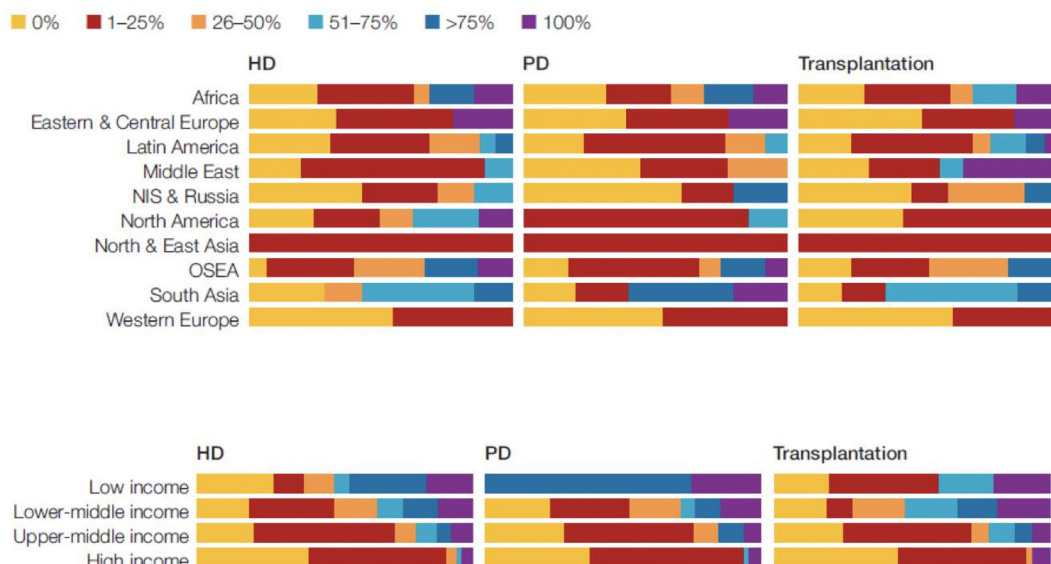 0% 1–25% 26–50% 51–75% >75% 100%
HD PD Transplantation
Africa
Eastern & Central Europe
Latin America
Middle East
NIS & Russia
North America
North & East Asia
OSEA
South Asia
Western Europe
HD PD Transplantation
Low income
Lower-middle income
Upper-middle income
High income